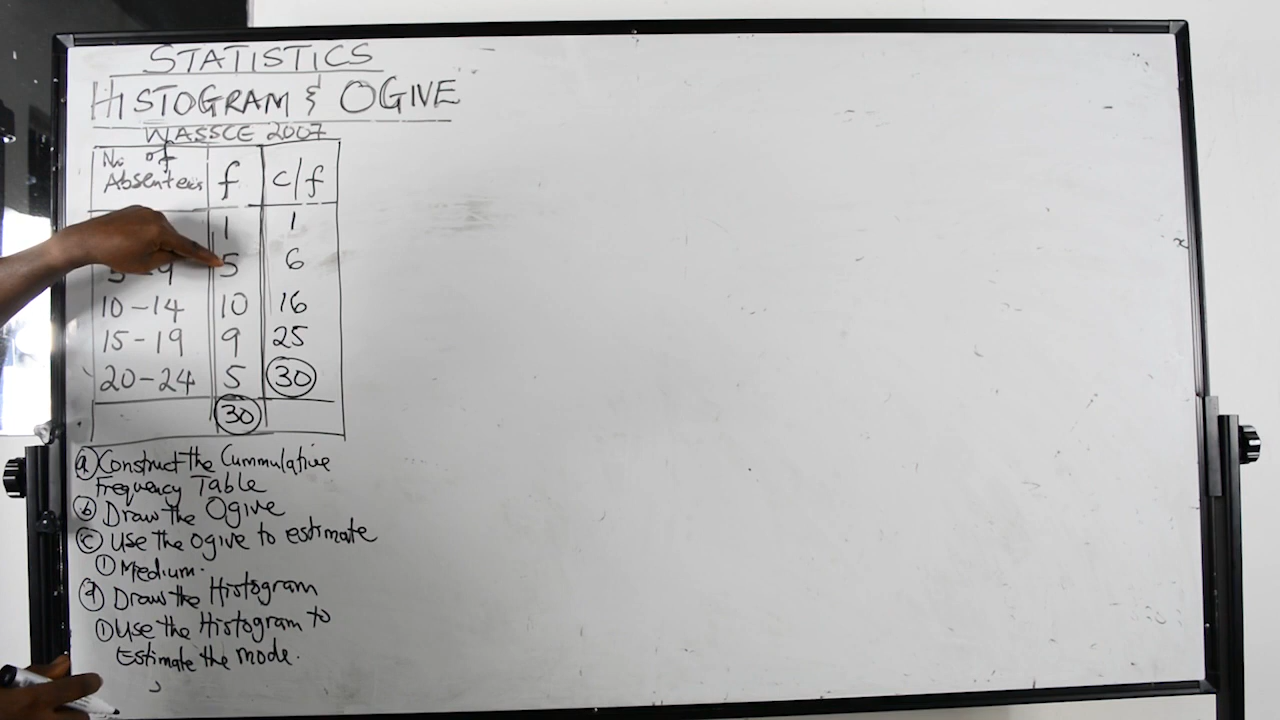 STATISTICS
HISTOGRAM & OGIVE
WASSCE 2007
No of Absentees f c/f
1 1
5 6
10-14 10 16
15-19 9 25
20-24 5 30
30
(a) Construct the Cummulative
Frequency Table
(b) Draw the Ogive
(c) Use the Ogive to estimate
(1) Medium.
(d) Draw the Histogram
(1) Use the Histogram to
Estimate the mode.